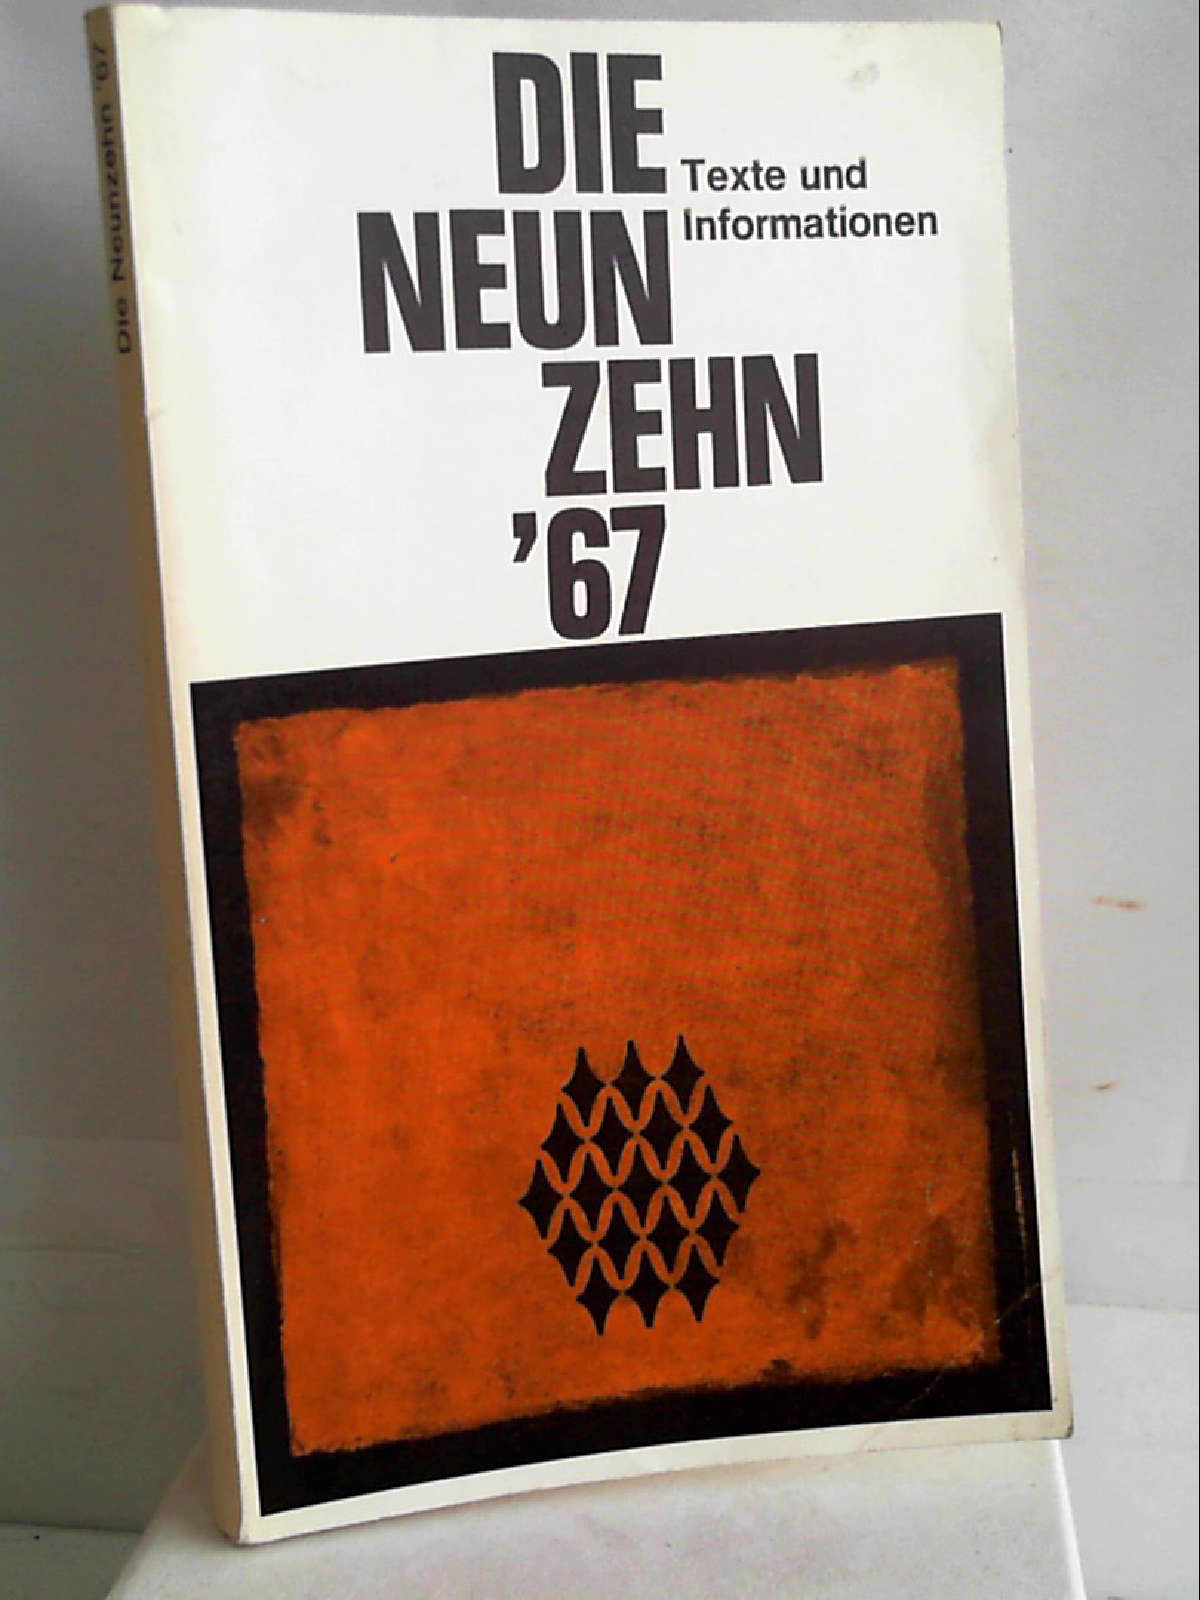 DIE
NEUN
ZEHN
'67
Texte und
Informationen
Die Neunzehn '67